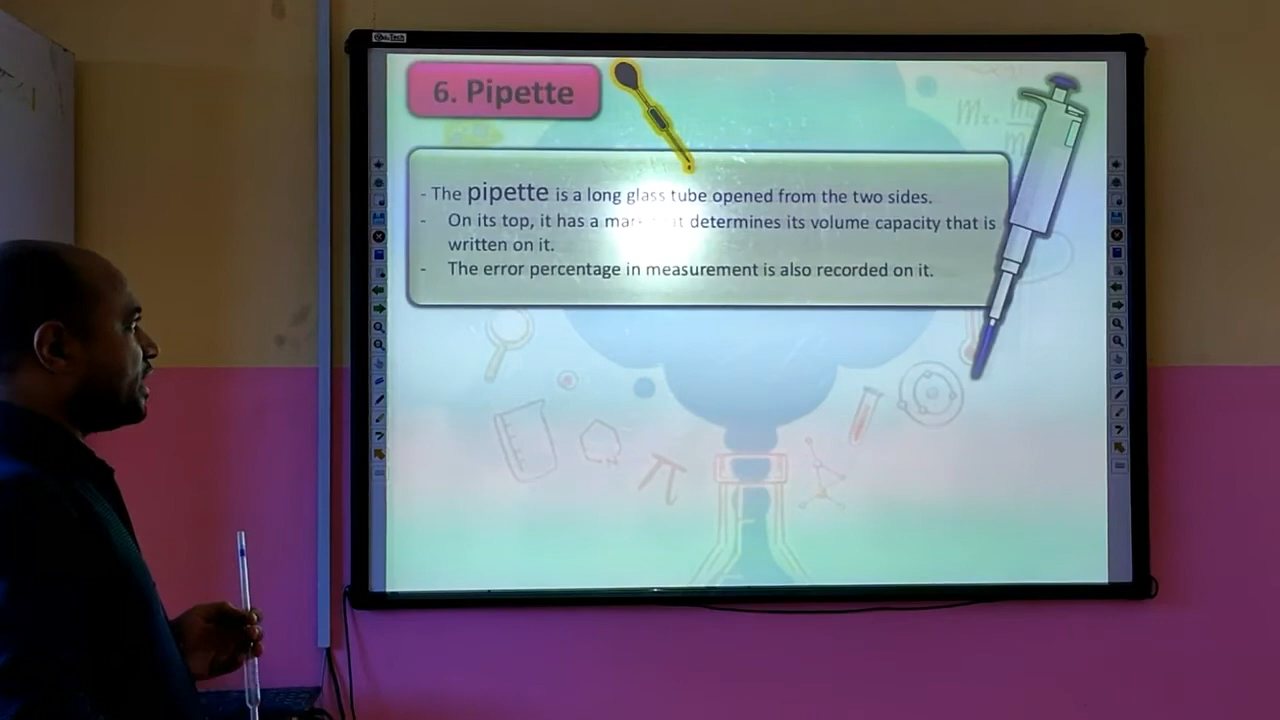 6. Pipette
- The pipette is a long glass tube opened from the two sides.
- On its top, it has a it determines its volume capacity that is
written on it.
- The error percentage in measurement is also recorded on it.